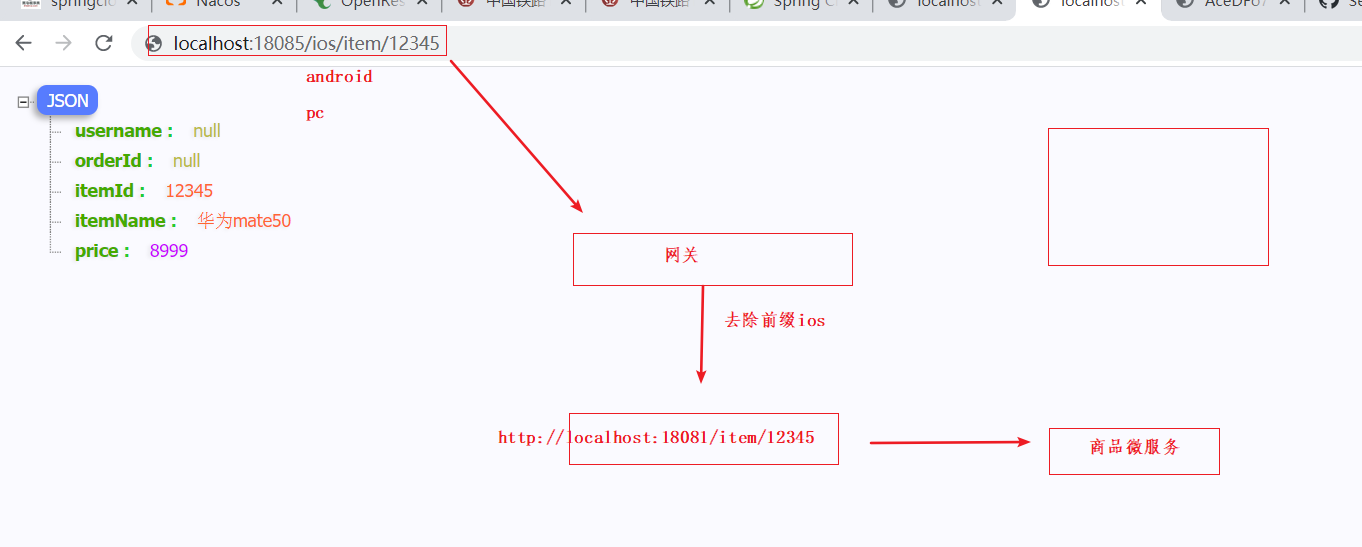 springclo
Nacos
OpenRes
中国铁路
中国铁路
Spring Cl
localhost
localhost
localhost:18085/ios/item/12345
android
JSON
pc
username : null
orderId : null
itemId : 12345
itemName : 华为mate50
price : 8999
网关
去除前缀ios
http://localhost:18081/item/12345
商品微服务